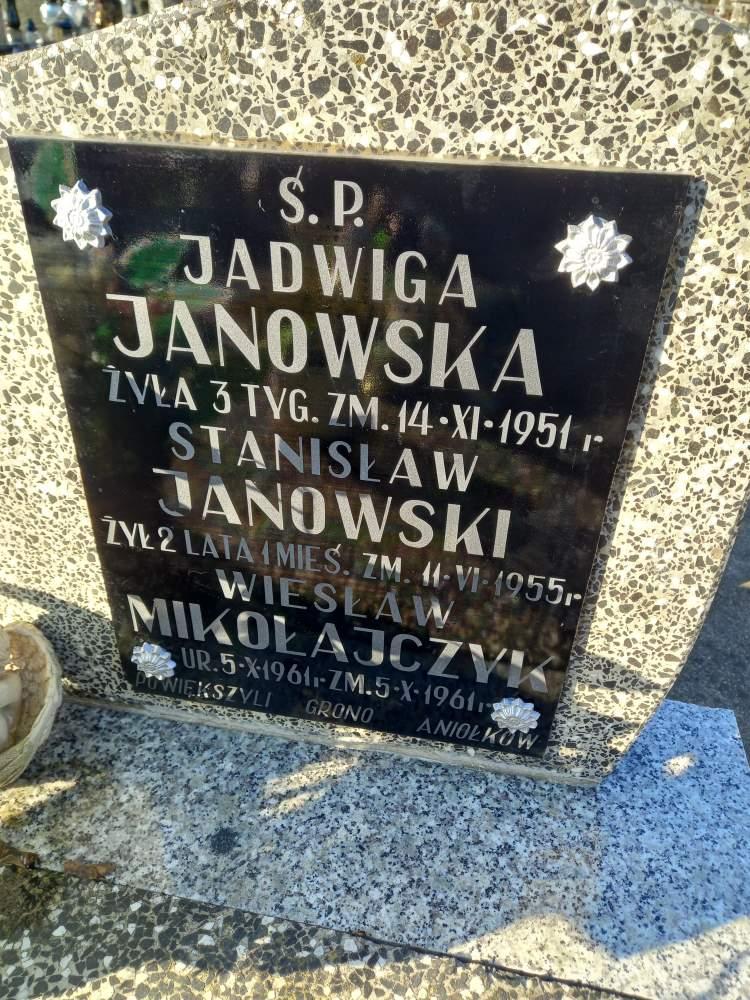 Ś. P.
JADWIGA
JANOWSKA
ŻYŁA 3 TYG. ZM. 14·XI·1951 r.
STANISŁAW
JANOWSKI
ŻYŁ 2 LATA 1 MIEŚ. ZM. 11·VI·1955 r.
WIESŁAW
MIKOŁAJCZYK
UR. 5·X·1961 r. ZM. 5·X·1961 r.
POWIĘKSZYLI GRONO ANIOŁKÓW